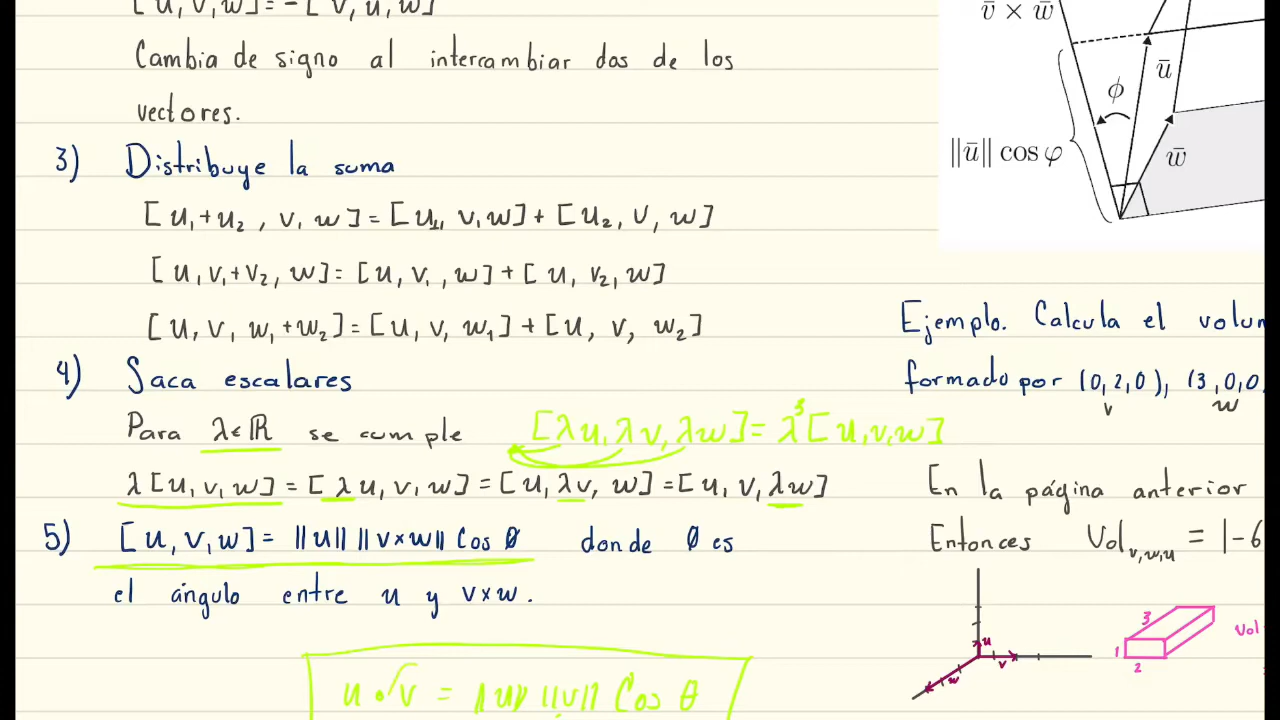 [u,v,w]=-[v,u,w]
Cambia de signo al intercambiar dos de los
vectores.
3) Distribuye la suma
[u₁+u₂, v, w]=[u₁, v, w]+[u₂, v, w]
[u, v₁+v₂, w]=[u, v₁, w]+[u, v₂, w]
[u, v, w₁+w₂]=[u, v, w₁]+[u, v, w₂]
4) Saca escalares
Para λ∈ℝ se cumple [λu, λv, λw]=λ³[u,v,w]
λ[u,v,w]=[λu,v,w]=[u,λv,w]=[u,v,λw]
5) [u,v,w]=||u|| ||v×w|| Cos θ donde θ es
el ángulo entre u y v×w.
u•v = ||u|| ||v|| Cos θ
v̄ × w̄
ū
ϕ
w̄
‖ū‖ cos φ
Ejemplo. Calcula el
formado por (0,2,0), (3,0,0
v w
En la página anterior
Entonces Vol v,w,u = |-6
u
v
w
3
1
2
Vol